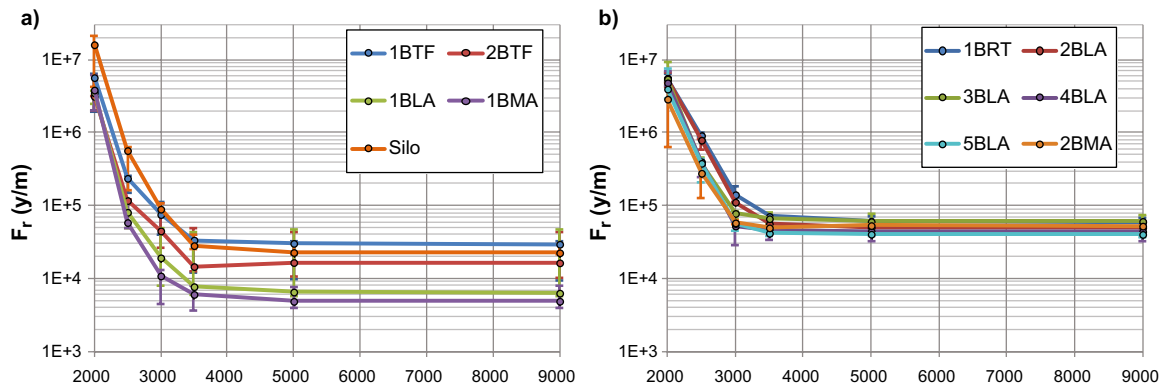 a)
F_r (y/m)
1E+7
1E+6
1E+5
1E+4
1E+3
2000 3000 4000 5000 6000 7000 8000 9000
1BTF 2BTF
1BLA 1BMA
Silo
b)
F_r (y/m)
1E+7
1E+6
1E+5
1E+4
1E+3
2000 3000 4000 5000 6000 7000 8000 9000
1BRT 2BLA
3BLA 4BLA
5BLA 2BMA